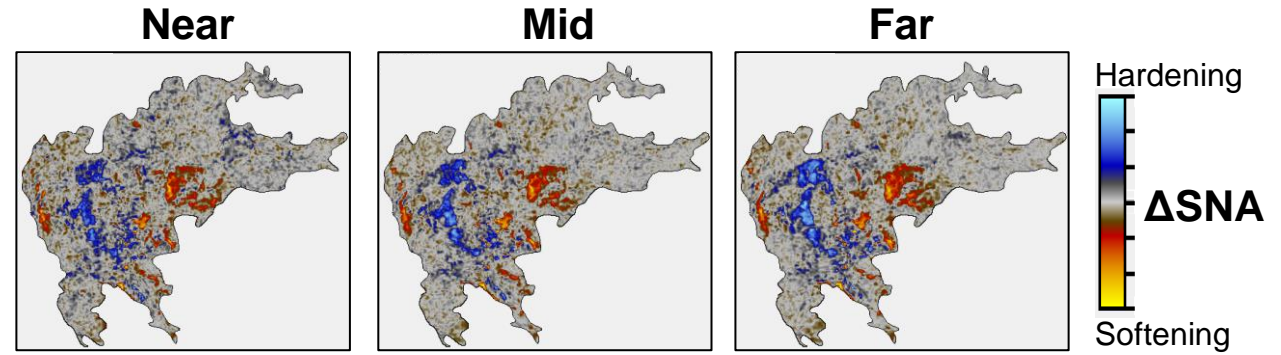 Near
Mid
Far
Hardening
ΔSNA
Softening